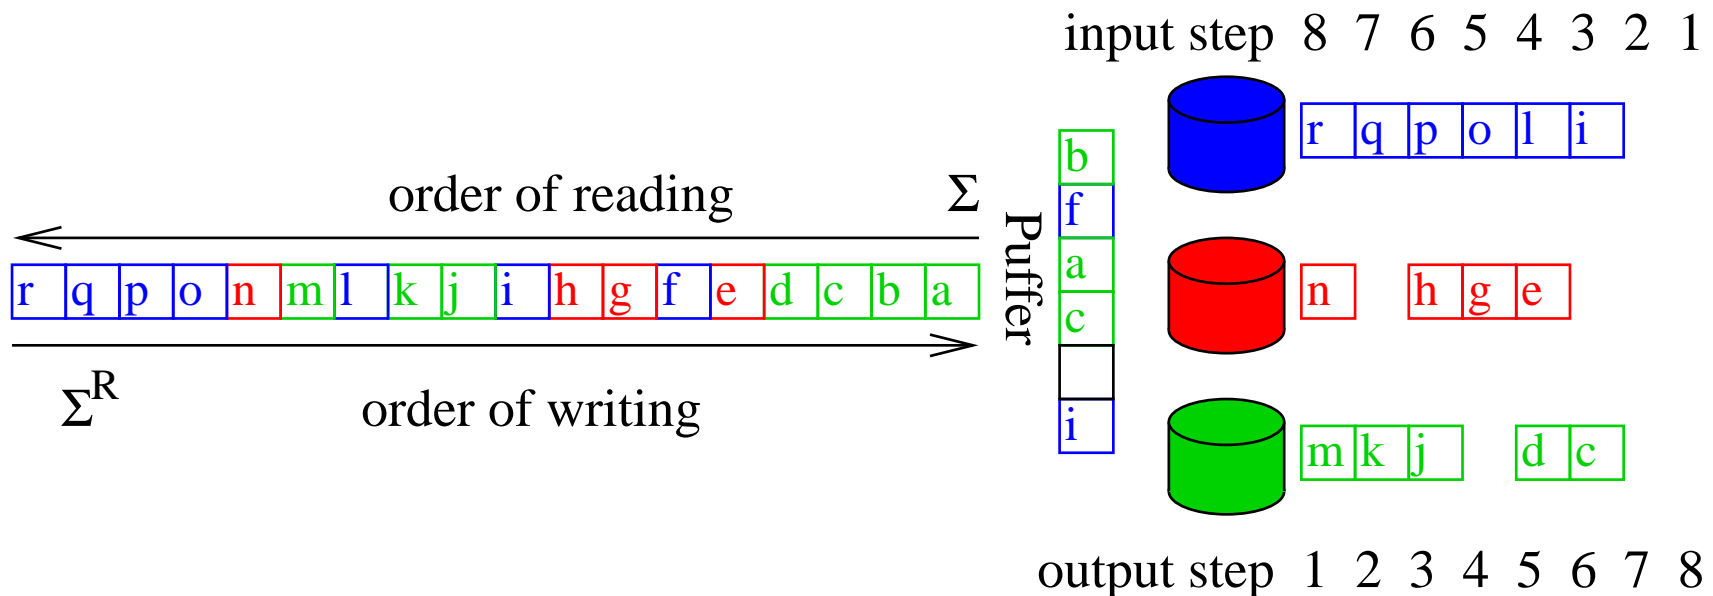 input step 8 7 6 5 4 3 2 1
r q p o l i
order of reading Σ
Puffer
b
f
a
c
i
r q p o n m l k j i h g f e d c b a
n h g e
Σ^R order of writing
m k j d c
output step 1 2 3 4 5 6 7 8